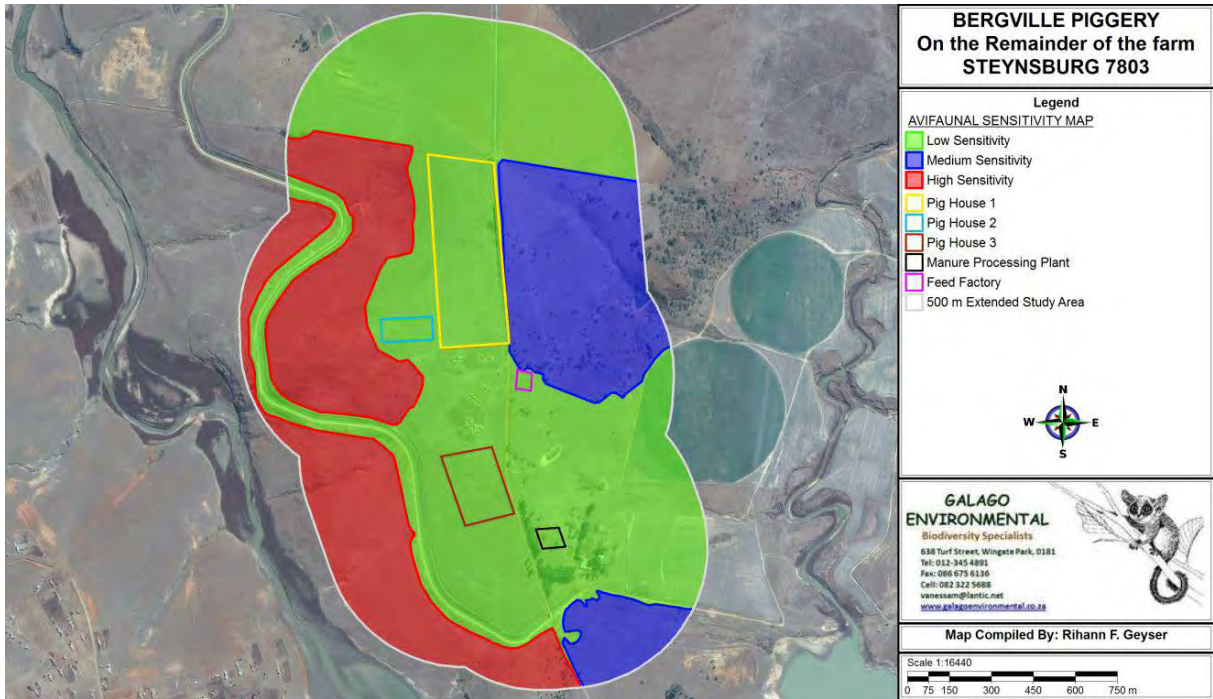 BERGVILLE PIGGERY
On the Remainder of the farm
STEYNSBURG 7803
Legend
AVIFAUNAL SENSITIVITY MAP
Low Sensitivity
Medium Sensitivity
High Sensitivity
Pig House 1
Pig House 2
Pig House 3
Manure Processing Plant
Feed Factory
500 m Extended Study Area
N
W E
S
GALAGO
ENVIRONMENTAL
Biodiversity Specialists
638 Turf Street, Wingate Park, 0181
Tel: 012-345 4891
Fax: 086 675 6136
Cell: 082 322 5688
vanessam@lantic.net
www.galagoenvironmental.co.za
Map Compiled By: Rihann F. Geyser
Scale 1:16440
0 75 150 300 450 600 750 m